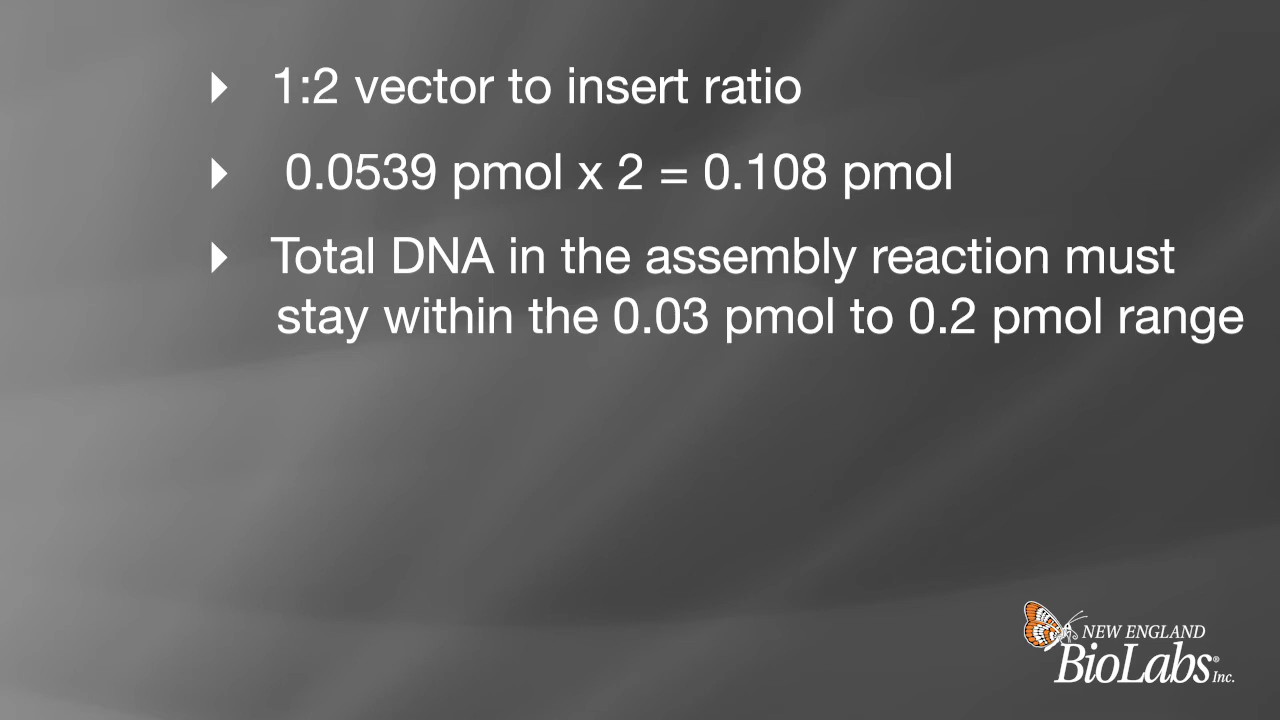 1:2 vector to insert ratio
0.0539 pmol x 2 = 0.108 pmol
Total DNA in the assembly reaction must
stay within the 0.03 pmol to 0.2 pmol range
NEW ENGLAND
BioLabs® Inc.